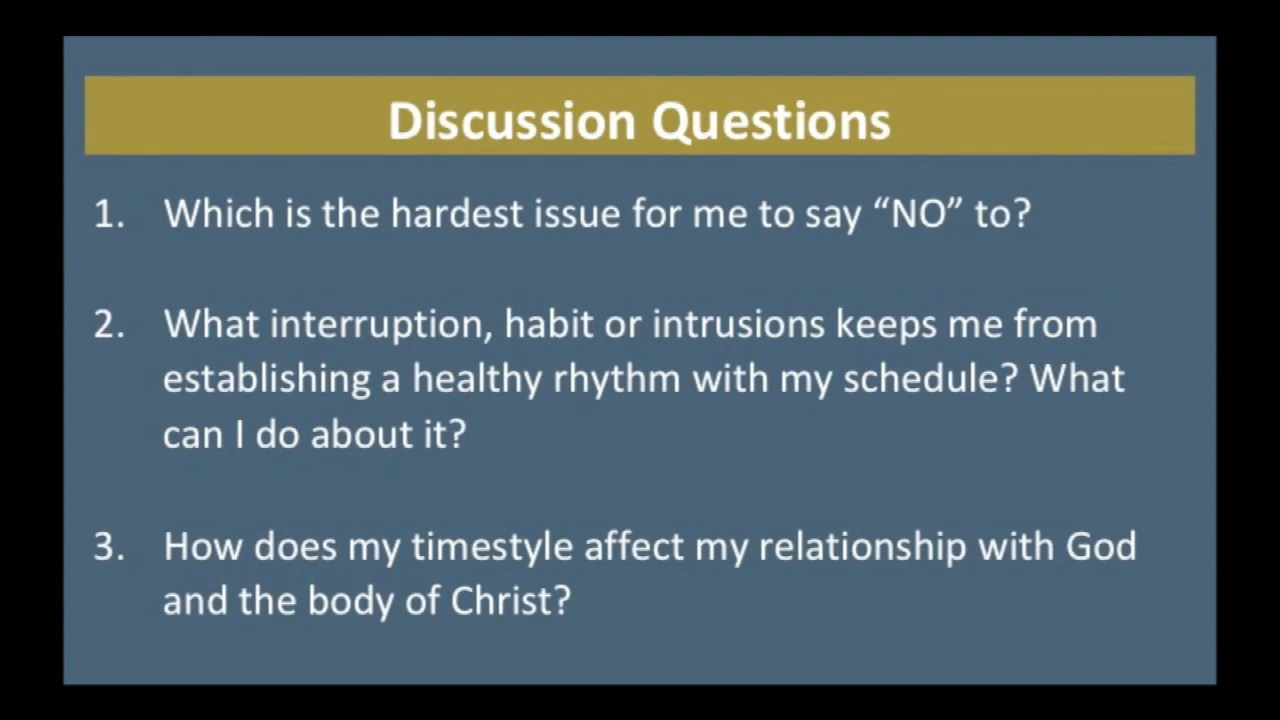 Discussion Questions
1. Which is the hardest issue for me to say “NO” to?
2. What interruption, habit or intrusions keeps me from
establishing a healthy rhythm with my schedule? What
can I do about it?
3. How does my timestyle affect my relationship with God
and the body of Christ?